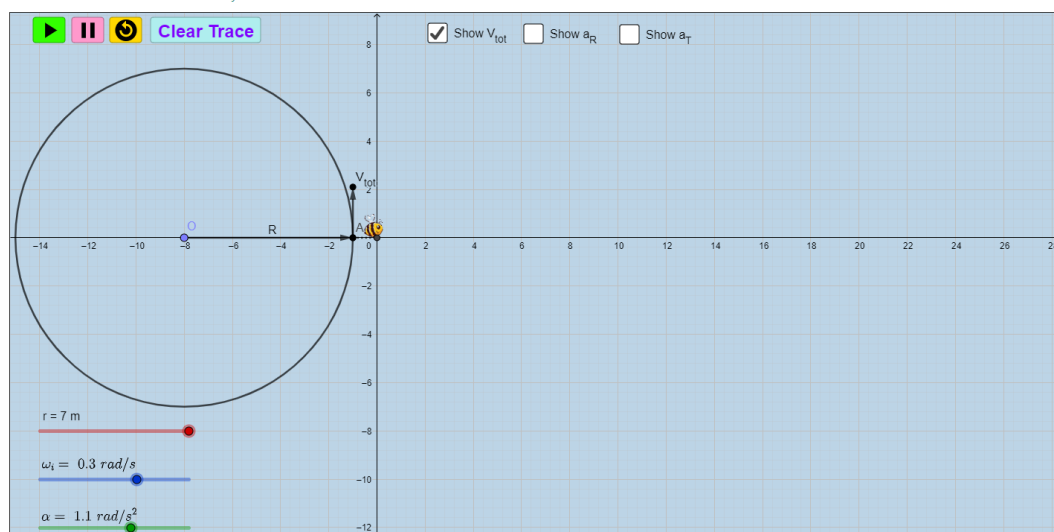 Clear Trace
Show V_tot
Show a_R
Show a_T
8
6
4
2
V_tot
O
R
A
−14
−12
−10
−8
−6
−4
−2
0
2
4
6
8
10
12
14
16
18
20
22
24
26
−2
−4
−6
−8
−10
−12
r = 7 m
ω_i = 0.3 rad/s
α = 1.1 rad/s²